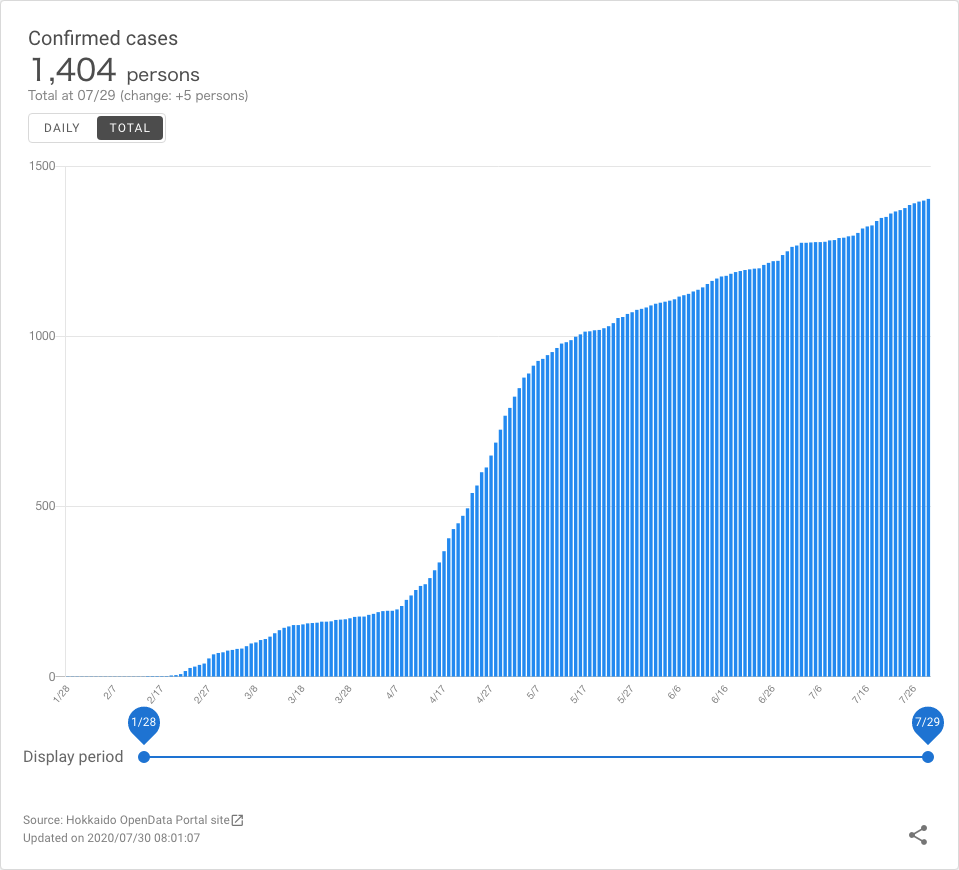 Confirmed cases
1,404 persons
Total at 07/29 (change: +5 persons)
DAILY TOTAL
1500
1000
500
0
1/28 2/7 2/17 2/27 3/8 3/18 3/28 4/7 4/17 4/27 5/7 5/17 5/27 6/6 6/16 6/26 7/6 7/16 7/26
1/28 7/29
Display period
Source: Hokkaido OpenData Portal site
Updated on 2020/07/30 08:01:07